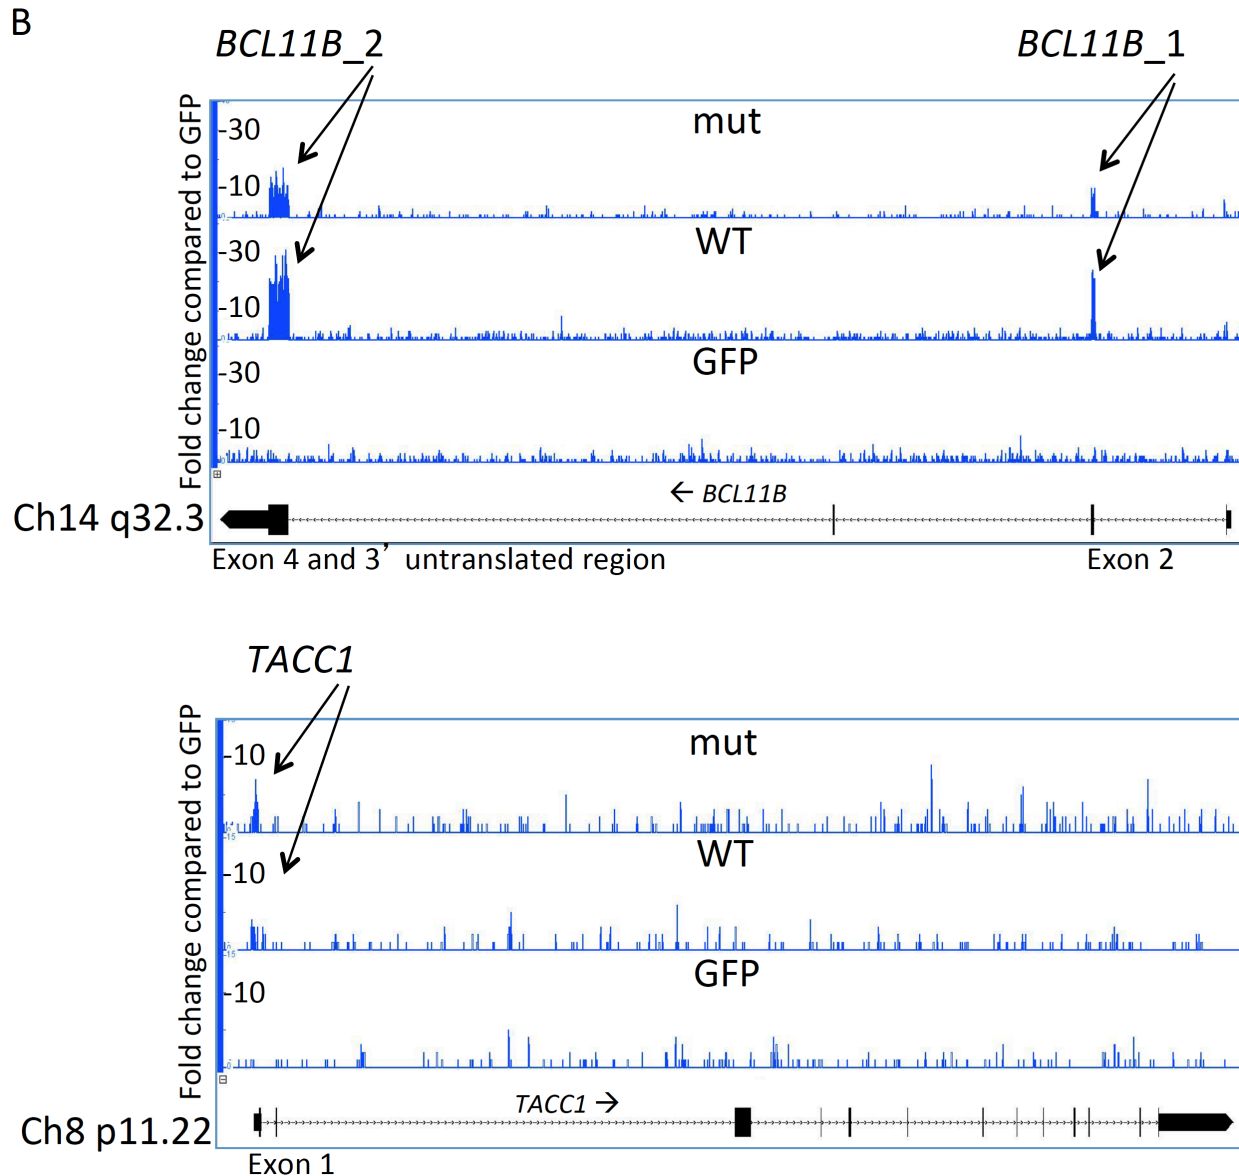 B
BCL11B_2
BCL11B_1
Fold change compared to GFP
mut
-30
-10
WT
-30
-10
GFP
-30
-10
← BCL11B
Ch14 q32.3
Exon 4 and 3’ untranslated region
Exon 2
TACC1
Fold change compared to GFP
mut
-10
WT
-10
GFP
-10
TACC1 →
Ch8 p11.22
Exon 1